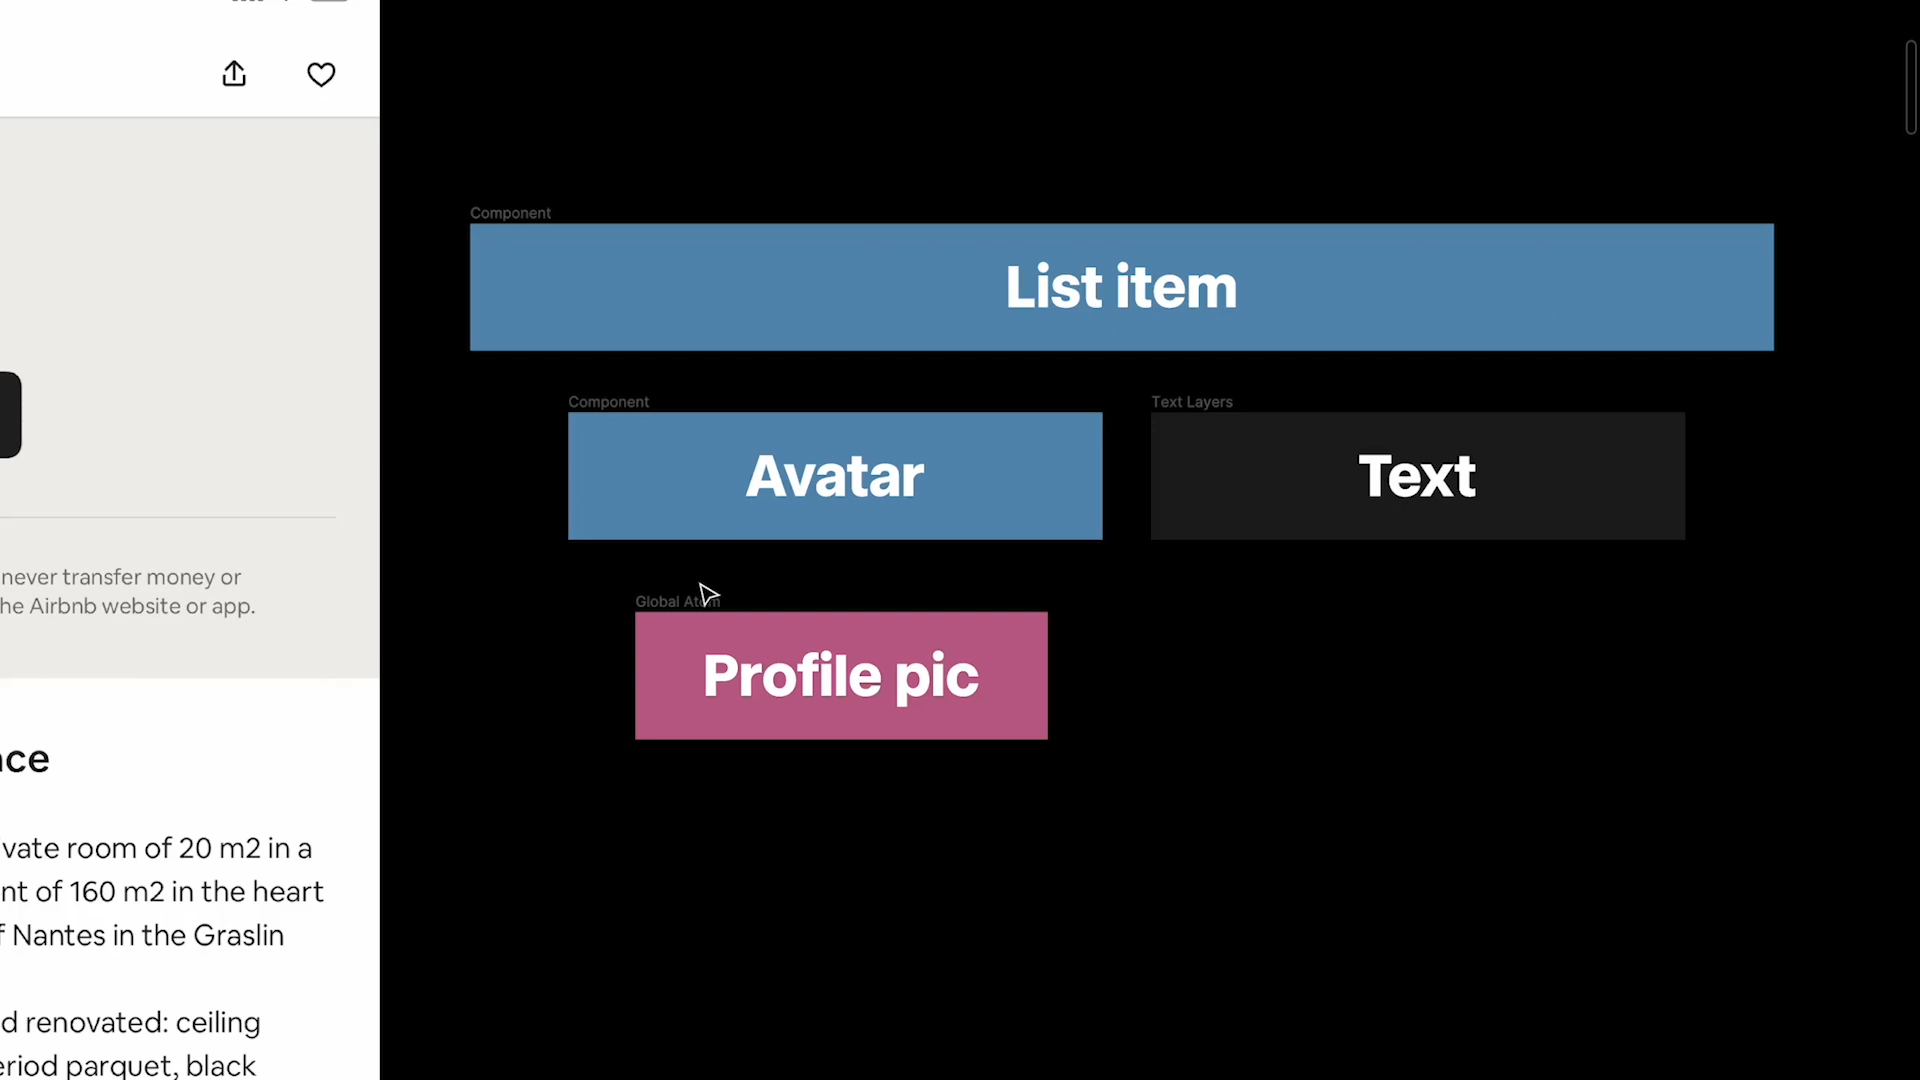 never transfer money or
he Airbnb website or app.
ce
vate room of 20 m2 in a
nt of 160 m2 in the heart
f Nantes in the Graslin
d renovated: ceiling
eriod parquet, black
Component
List item
Component
Avatar
Text Layers
Text
Global Atom
Profile pic